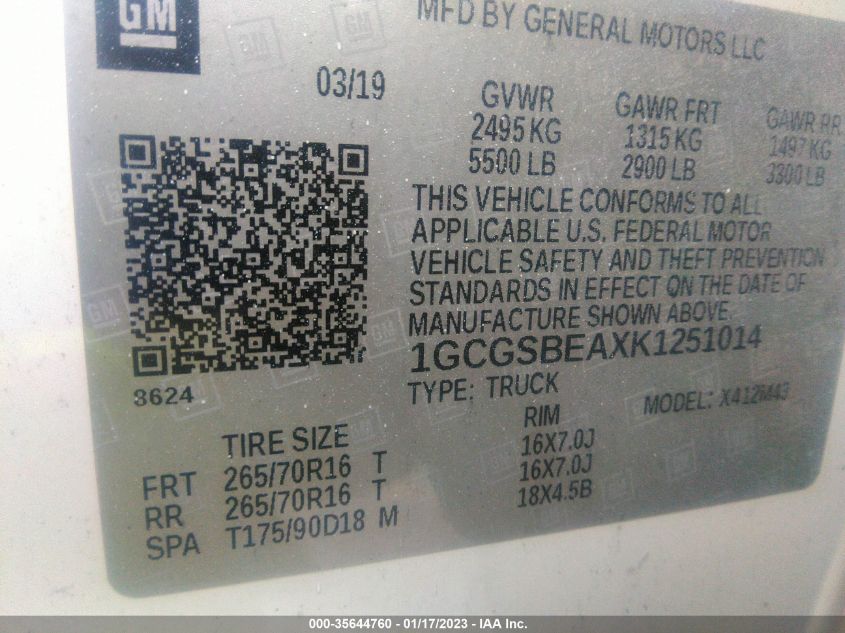 GM
MFD BY GENERAL MOTORS LLC
03/19
GVWR GAWR FRT GAWR RR
2495 KG 1315 KG 1497 KG
5500 LB 2900 LB 3300 LB
THIS VEHICLE CONFORMS TO ALL
APPLICABLE U.S. FEDERAL MOTOR
VEHICLE SAFETY AND THEFT PREVENTION
STANDARDS IN EFFECT ON THE DATE OF
MANUFACTURE SHOWN ABOVE.
1GCGSBEAXK1251014
8624
TYPE: TRUCK MODEL: X412M43
TIRE SIZE RIM
FRT 265/70R16 T 16X7.0J
RR 265/70R16 T 16X7.0J
SPA T175/90D18 M 18X4.5B
000-35644760 - 01/17/2023 - IAA Inc.